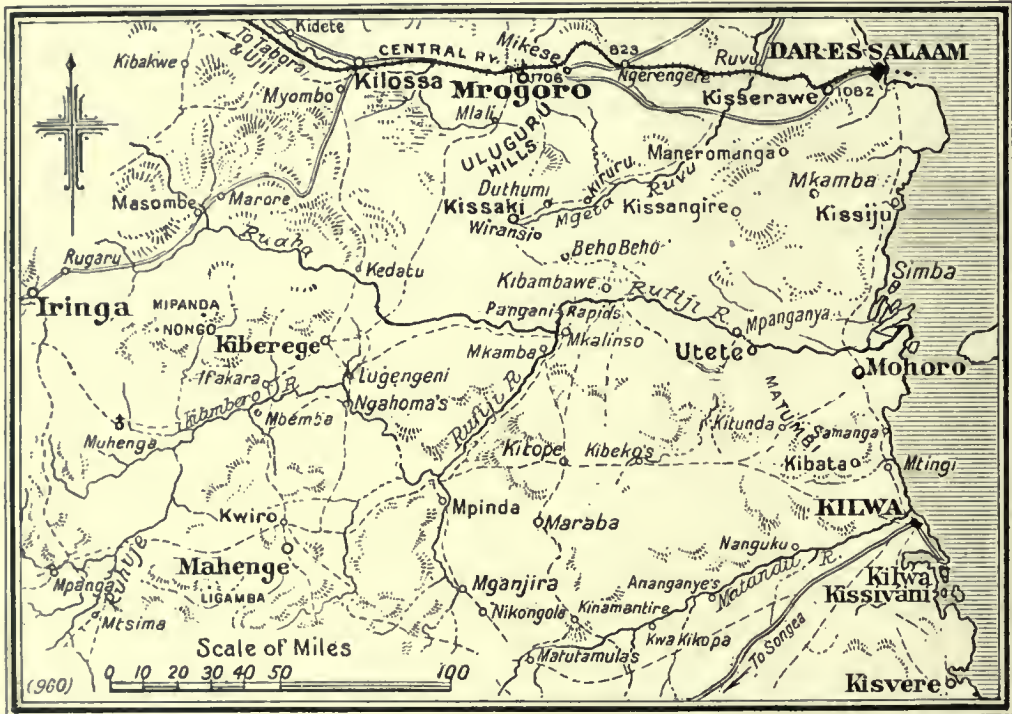 Kidete
To Tabora
& Ujiji
Kibakwe
CENTRAL RY.
Mikese
823
Ruvu
DAR-ES-SALAAM
Kilossa
1706
Ngerengere
Mrogoro
Kisserawe
1082
Myombo
Mlali
ULUGURU
HILLS
Maneromanga
Duthumi
Kiruru
Mgeta
Ruvu
Mkamba
Masombe
Marore
Kissaki
Kissangire
Kissiju
Wiransi
Ruaha
Beho Beho
Rugaru
Kedatu
Kibambawe
Simba
Iringa
MIPANDA
NONGO
Pangani Rapids
Rufiji R.
Mpanganya
Kiberege
Mkamba
Mkalinso
Utete
Mohoro
Ifakara
Lugengeni
Rufiji R.
MATUMBI
Mbemba
Ngahoma's
Kitunda
Samanga
Muhenga
Kitope
Kibeko's
Kibata
Mtingi
Mpinda
KILWA
Kwiro
Maraba
Nanguku
Mahenge
Matandu R.
Kilwa
Kissivani
Mpanga
Ruhuje
LIGAMBA
Mganjira
Ananganye's
Mtsima
Nikongola
Kinamantire
Kwa Kikopa
To Songea
Scale of Miles
Matutamula's
Kisvere
(960)
0 10 20 30 40 50 100